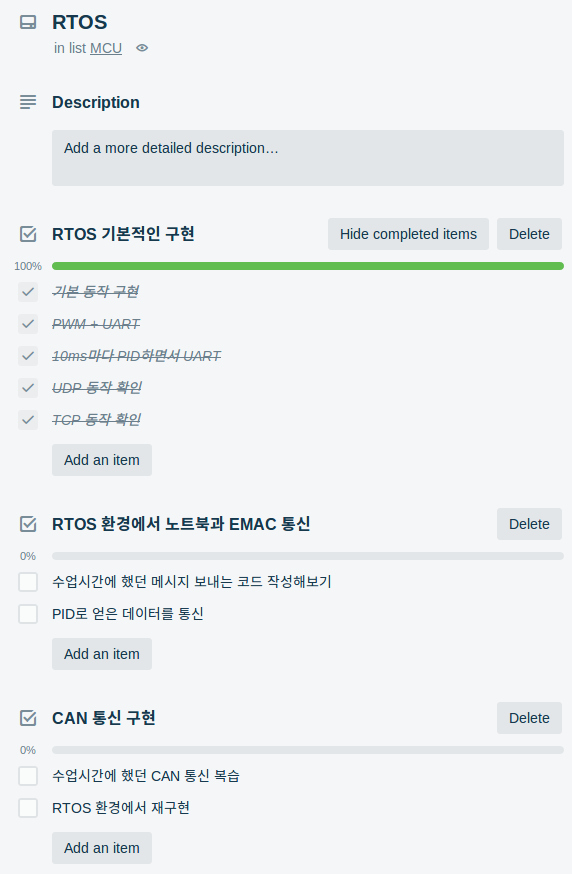 RTOS
in list MCU
Description
Add a more detailed description…
RTOS 기본적인 구현
Hide completed items
Delete
100%
기본 동작 구현
PWM + UART
10ms마다 PID하면서 UART
UDP 동작 확인
TCP 동작 확인
Add an item
RTOS 환경에서 노트북과 EMAC 통신
Delete
0%
수업시간에 했던 메시지 보내는 코드 작성해보기
PID로 얻은 데이터를 통신
Add an item
CAN 통신 구현
Delete
0%
수업시간에 했던 CAN 통신 복습
RTOS 환경에서 재구현
Add an item